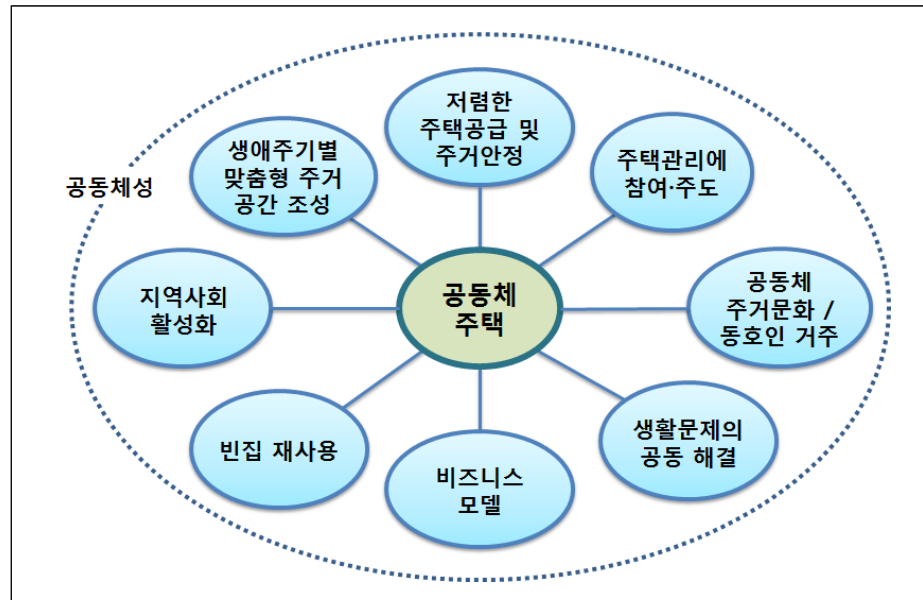 저렴한
주택공급 및
주거안정
생애주기별
맞춤형 주거
공간 조성
주택관리에
참여·주도
공동체성
지역사회
활성화
공동체
주택
공동체
주거문화 /
동호인 거주
빈집 재사용
비즈니스
모델
생활문제의
공동 해결